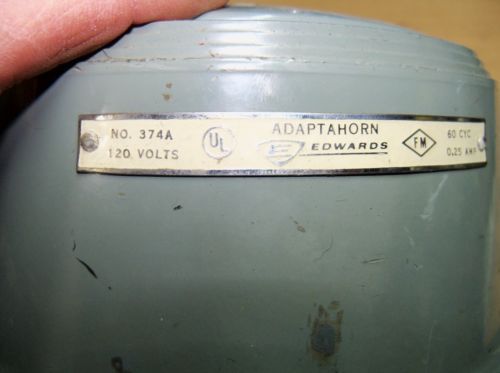 NO. 374A
120 VOLTS
UL
ADAPTAHORN
E EDWARDS
FM
60 CYC
0.25 AMP